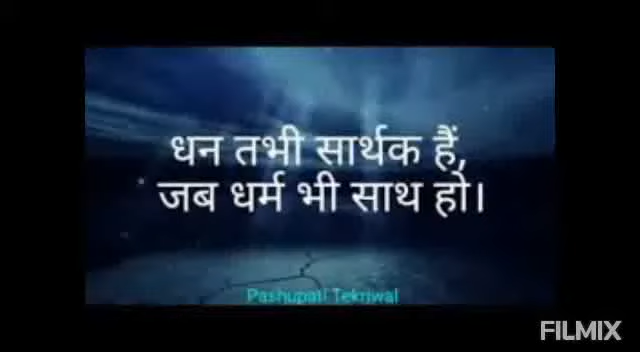 धन तभी सार्थक हैं,
जब धर्म भी साथ हो।
Pashupati Tekriwal
FILMIX